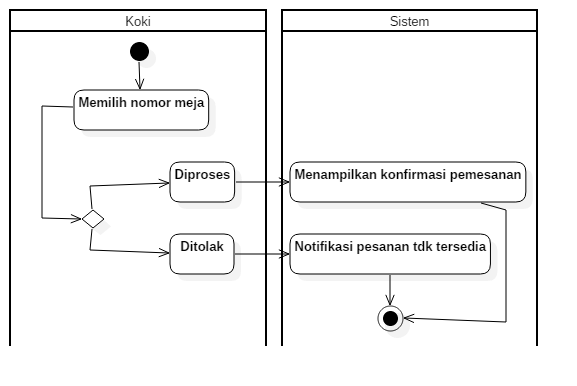 Koki
Sistem
Memilih nomor meja
Diproses
Menampilkan konfirmasi pemesanan
Ditolak
Notifikasi pesanan tdk tersedia